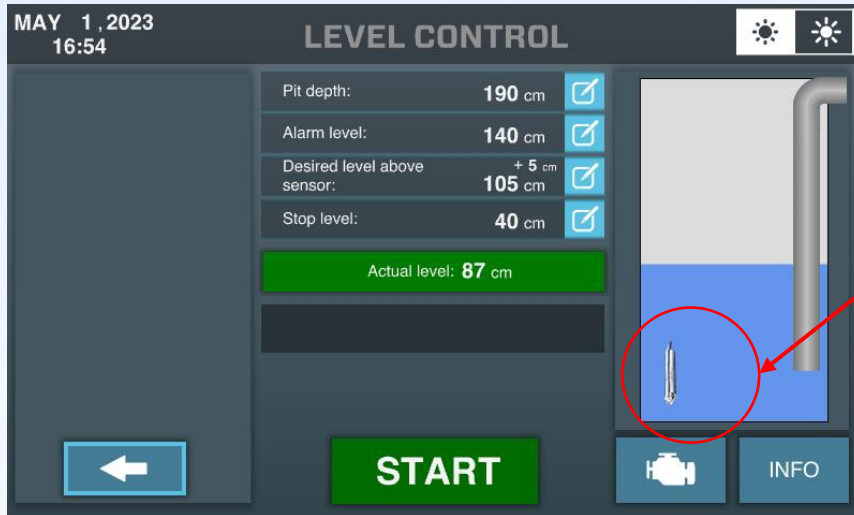 MAY 1,2023
16:54
LEVEL CONTROL
Pit depth: 190 cm
Alarm level: 140 cm
Desired level above
sensor:
+ 5 cm
105 cm
Stop level: 40 cm
Actual level: 87 cm
START
INFO